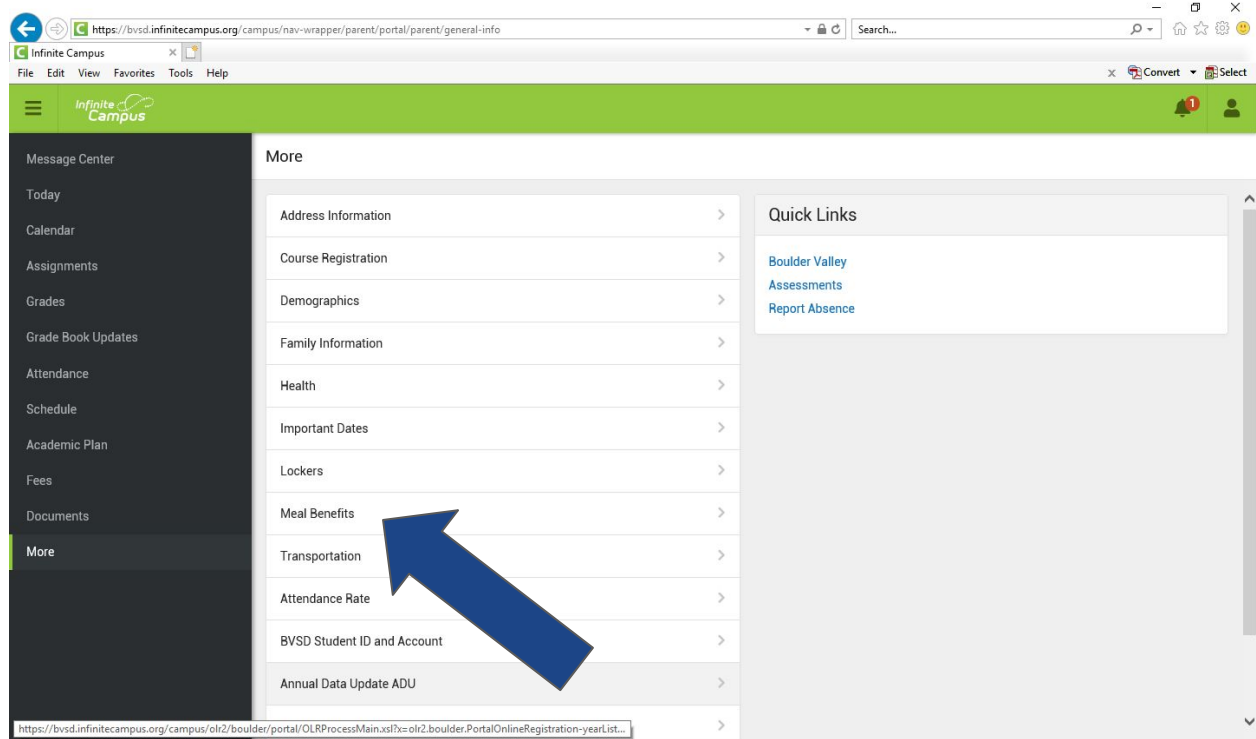 https://bvsd.infinitecampus.org/campus/nav-wrapper/parent/portal/parent/general-info
Search...
Infinite Campus
File Edit View Favorites Tools Help
x Convert Select
Infinite Campus
1
Message Center
Today
Calendar
Assignments
Grades
Grade Book Updates
Attendance
Schedule
Academic Plan
Fees
Documents
More
More
Address Information
Course Registration
Demographics
Family Information
Health
Important Dates
Lockers
Meal Benefits
Transportation
Attendance Rate
BVSD Student ID and Account
Annual Data Update ADU
Quick Links
Boulder Valley
Assessments
Report Absence
https://bvsd.infinitecampus.org/campus/olr2/boulder/portal/OLRProcessMain.xsl?x=olr2.boulder.PortalOnlineRegistration-yearList...